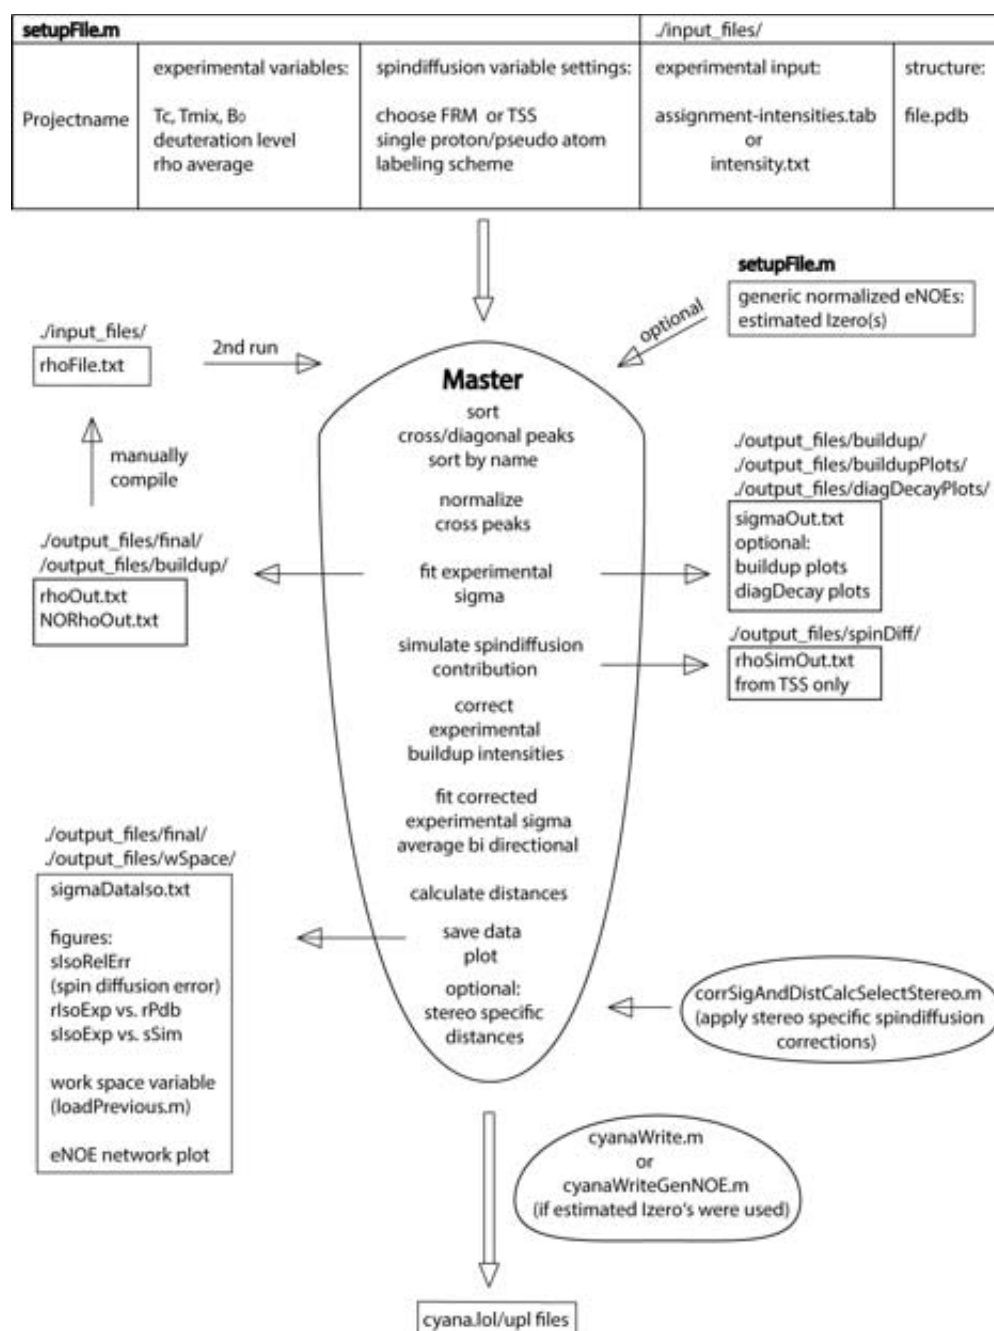 setupFile.m
./input_files/
Projectname
experimental variables:
Tc, Tmix, B₀
deuteration level
rho average
spindiffusion variable settings:
choose FRM or TSS
single proton/pseudo atom
labeling scheme
experimental input:
assignment-intensities.tab
or
intensity.txt
structure:
file.pdb
setupFile.m
generic normalized eNOEs:
estimated Izero(s)
optional
./input_files/
rhoFile.txt
2nd run
manually
compile
./output_files/final/
/output_files/buildup/
rhoOut.txt
NORhoOut.txt
Master
sort
cross/diagonal peaks
sort by name
normalize
cross peaks
fit experimental
sigma
simulate spindiffusion
contribution
correct
experimental
buildup intensities
fit corrected
experimental sigma
average bi directional
calculate distances
save data
plot
optional:
stereo specific
distances
./output_files/buildup/
./output_files/buildupPlots/
./output_files/diagDecayPlots/
sigmaOut.txt
optional:
buildup plots
diagDecay plots
./output_files/spinDiff/
rhoSimOut.txt
from TSS only
./output_files/final/
./output_files/wSpace/
sigmaDataIso.txt
figures:
sIsoRelErr
(spin diffusion error)
rIsoExp vs. rPdb
sIsoExp vs. sSim
work space variable
(loadPrevious.m)
eNOE network plot
corrSigAndDistCalcSelectStereo.m
(apply stereo specific spindiffusion
corrections)
cyanaWrite.m
or
cyanaWriteGenNOE.m
(if estimated Izero's were used)
cyana.lol/upl files